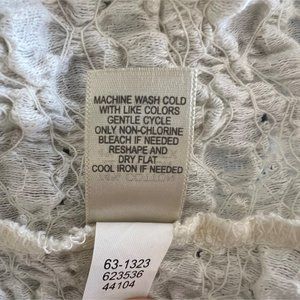 MACHINE WASH COLD
WITH LIKE COLORS
GENTLE CYCLE
ONLY NON-CHLORINE
BLEACH IF NEEDED
RESHAPE AND
DRY FLAT
COOL IRON IF NEEDED
63-1323
623536
44104